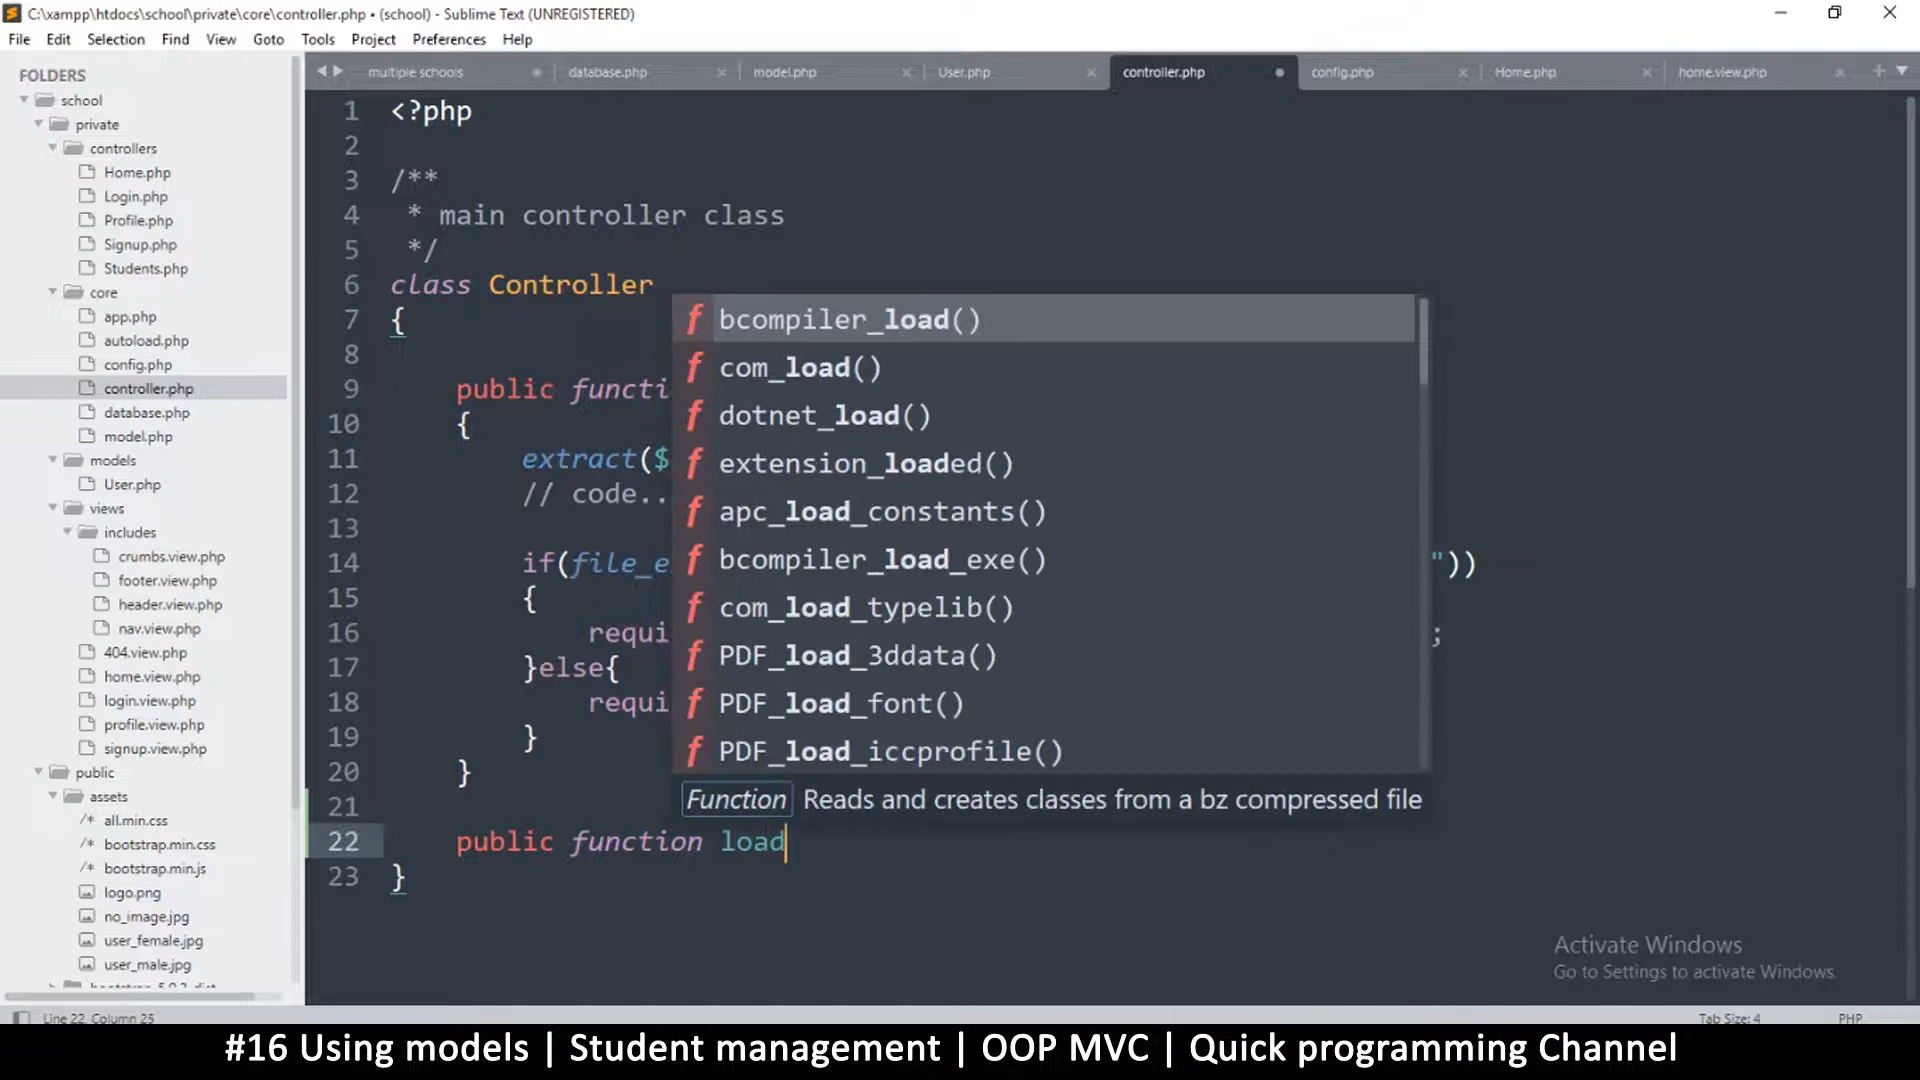 C:\xampp\htdocs\school\private\core\controller.php • (school) - Sublime Text (UNREGISTERED)
File Edit Selection Find View Goto Tools Project Preferences Help
FOLDERS
school
private
controllers
Home.php
Login.php
Profile.php
Signup.php
Students.php
core
app.php
autoload.php
config.php
controller.php
database.php
model.php
models
User.php
views
includes
crumbs.view.php
footer.view.php
header.view.php
nav.view.php
404.view.php
home.view.php
login.view.php
profile.view.php
signup.view.php
public
assets
/* all.min.css
/* bootstrap.min.css
/* bootstrap.min.js
logo.png
no_image.jpg
user_female.jpg
user_male.jpg
multiple schools database.php model.php User.php controller.php config.php Home.php home.view.php
1 <?php
2
3 /**
4 * main controller class
5 */
6 class Controller
7 {
8
9 public functi
10 {
11 extract($
12 // code..
13
14 if(file_e "))
15 {
16 requi ;
17 }else{
18 requi
19 }
20 }
21
22 public function load
23 }
f bcompiler_load()
f com_load()
f dotnet_load()
f extension_loaded()
f apc_load_constants()
f bcompiler_load_exe()
f com_load_typelib()
f PDF_load_3ddata()
f PDF_load_font()
f PDF_load_iccprofile()
Function Reads and creates classes from a bz compressed file
Activate Windows
Go to Settings to activate Windows.
Line 22, Column 25 Tab Size: 4 PHP
#16 Using models | Student management | OOP MVC | Quick programming Channel